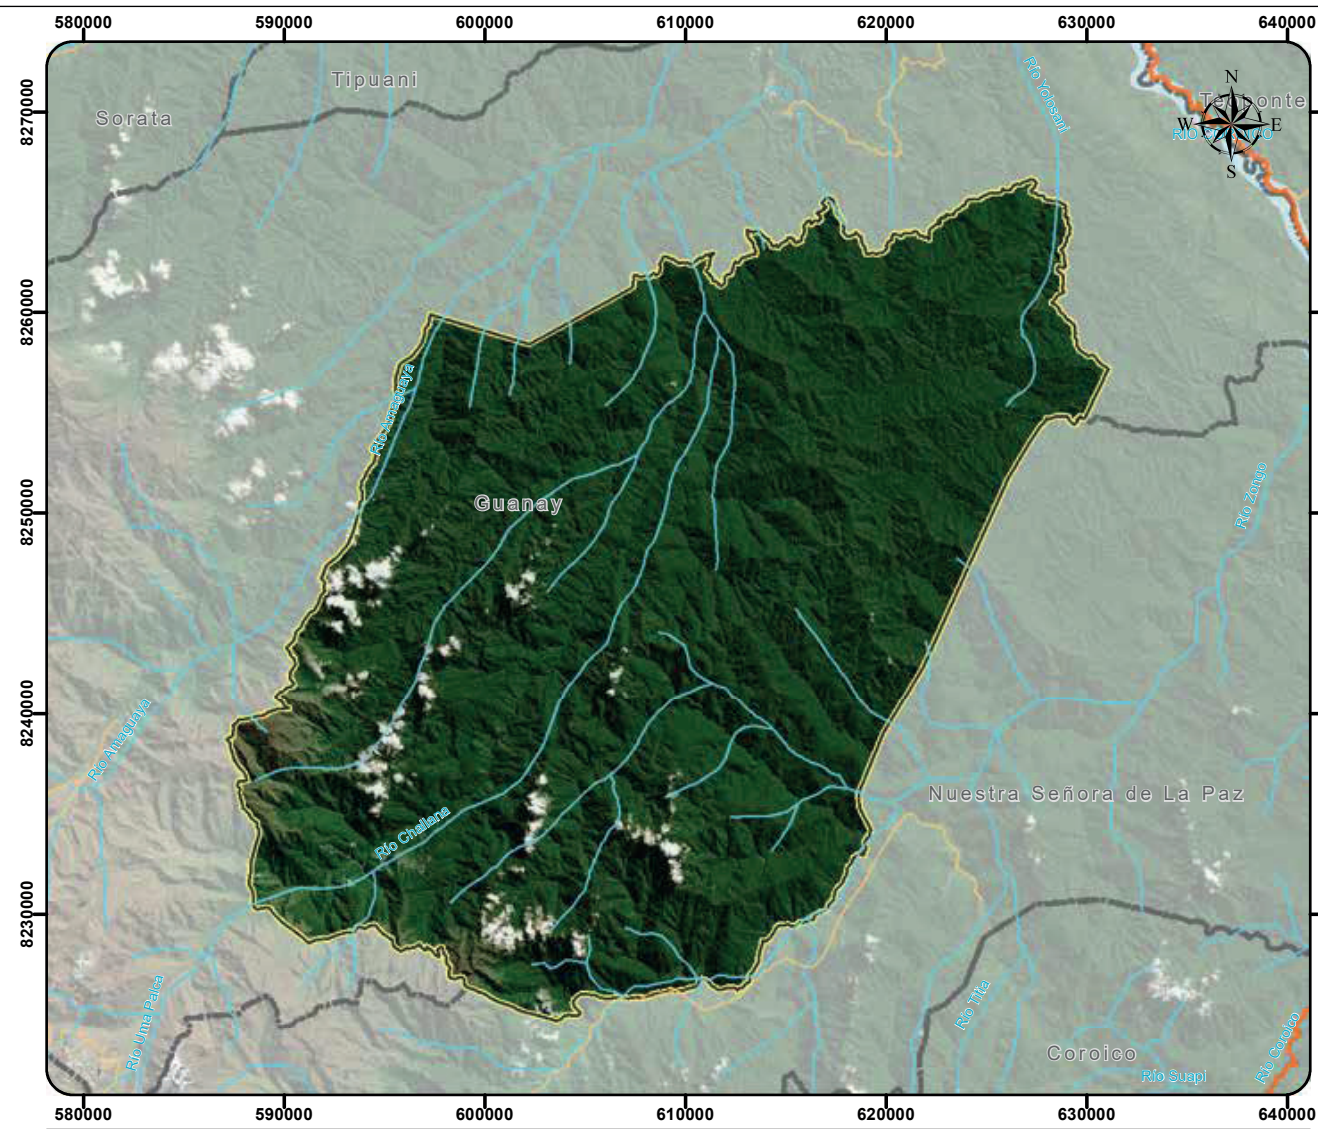 580000 590000 600000 610000 620000 630000 640000
8270000
8260000
8250000
8240000
8230000
Tipuani
Sorata
Río Yolosani
N
W E
S
Río Amaguaya
Guanay
Río Zongo
Río Amaguaya
Nuestra Señora de La Paz
Río Challana
Río Uma Palca
Río Titia
Coroico
Río Suapi
Río Coroico
580000 590000 600000 610000 620000 630000 640000